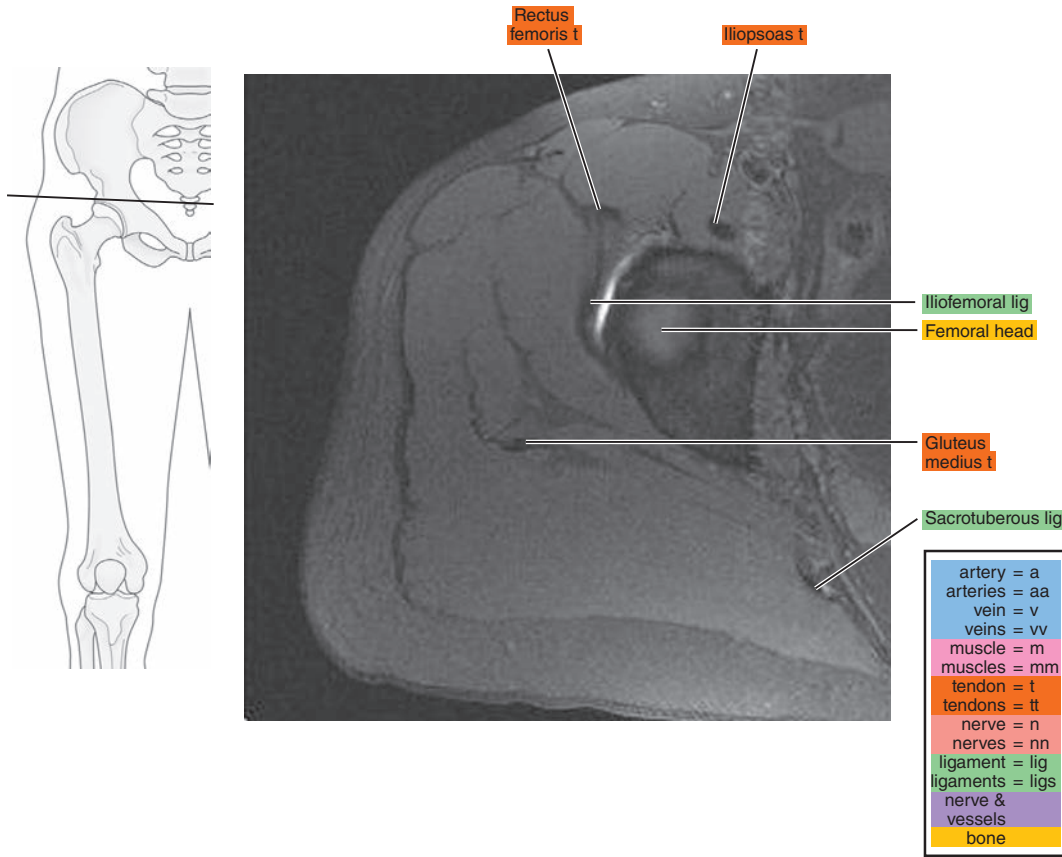 Rectus
femoris t
Iliopsoas t
Iliofemoral lig
Femoral head
Gluteus
medius t
Sacrotuberous lig
artery = a
arteries = aa
vein = v
veins = vv
muscle = m
muscles = mm
tendon = t
tendons = tt
nerve = n
nerves = nn
ligament = lig
ligaments = ligs
nerve &
vessels
bone